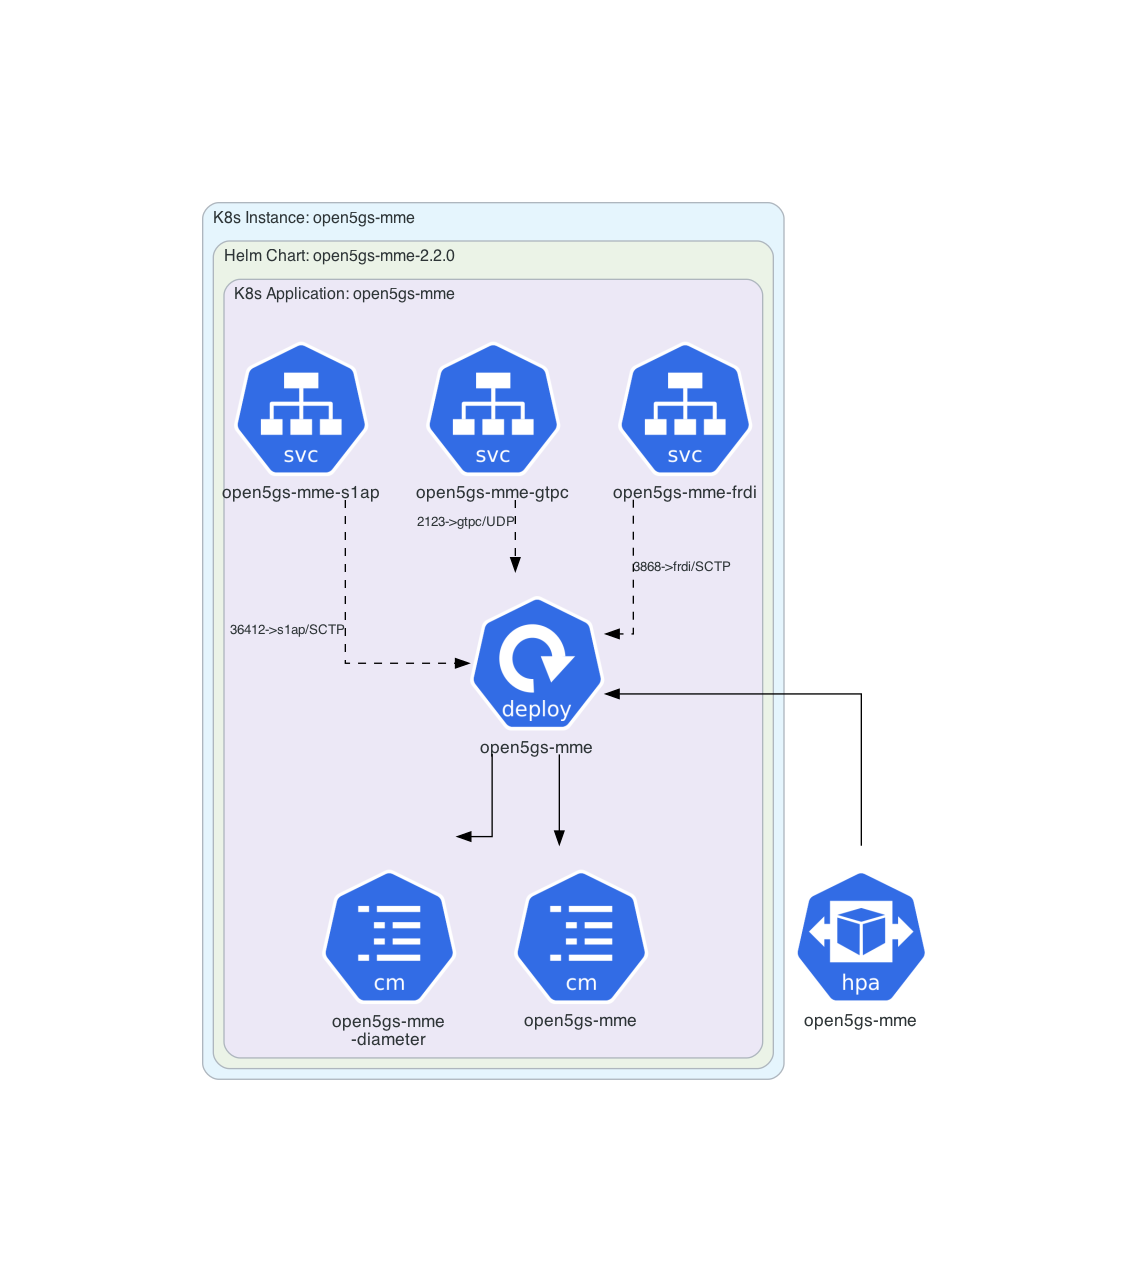 K8s Instance: open5gs-mme
Helm Chart: open5gs-mme-2.2.0
K8s Application: open5gs-mme
svc
svc
svc
open5gs-mme-s1ap
open5gs-mme-gtpc
open5gs-mme-frdi
2123->gtpc/UDP
3868->frdi/SCTP
36412->s1ap/SCTP
deploy
open5gs-mme
cm
cm
hpa
open5gs-mme
-diameter
open5gs-mme
open5gs-mme